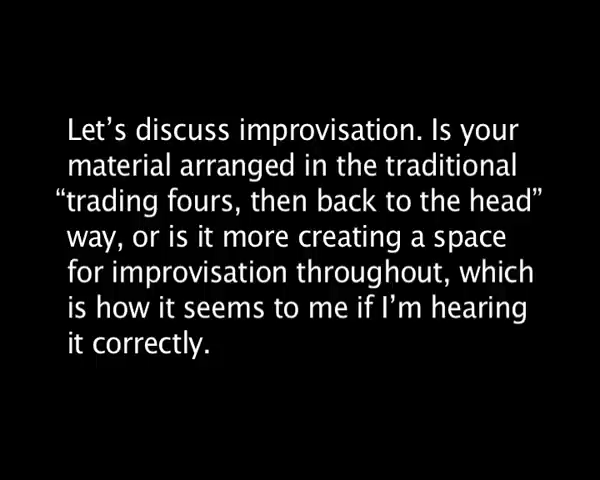 Let’s discuss improvisation. Is your
material arranged in the traditional
“trading fours, then back to the head”
way, or is it more creating a space
for improvisation throughout, which
is how it seems to me if I’m hearing
it correctly.